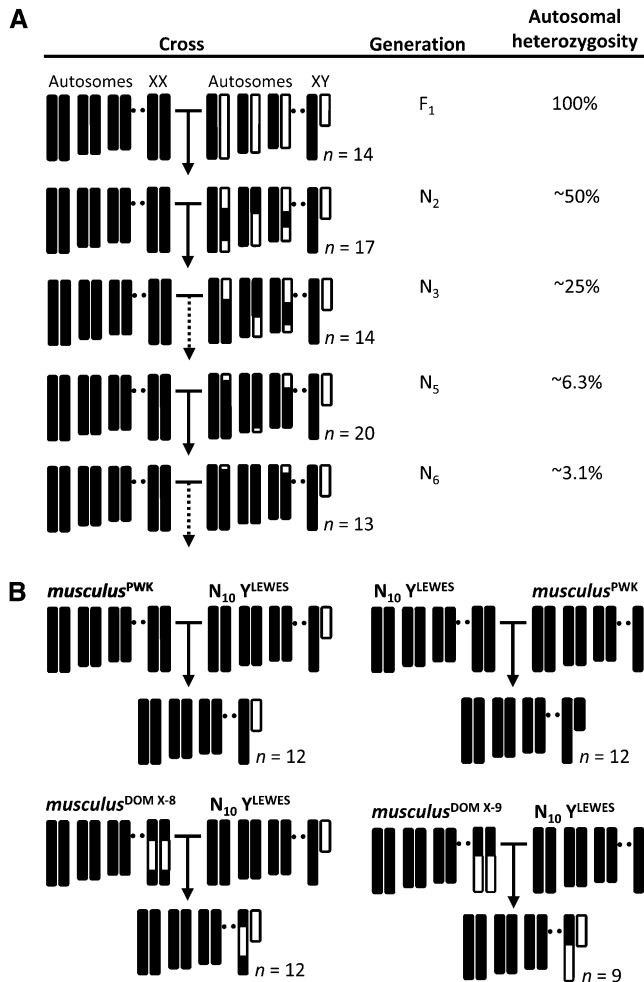 A
Cross Generation Autosomal heterozygosity
Autosomes XX Autosomes XY
F1 100%
n = 14
N2 ~50%
n = 17
N3 ~25%
n = 14
N5 ~6.3%
n = 20
N6 ~3.1%
n = 13
B
musculusPWK N10 YLEWES N10 YLEWES musculusPWK
n = 12 n = 12
musculusDOM X-8 N10 YLEWES musculusDOM X-9 N10 YLEWES
n = 12 n = 9